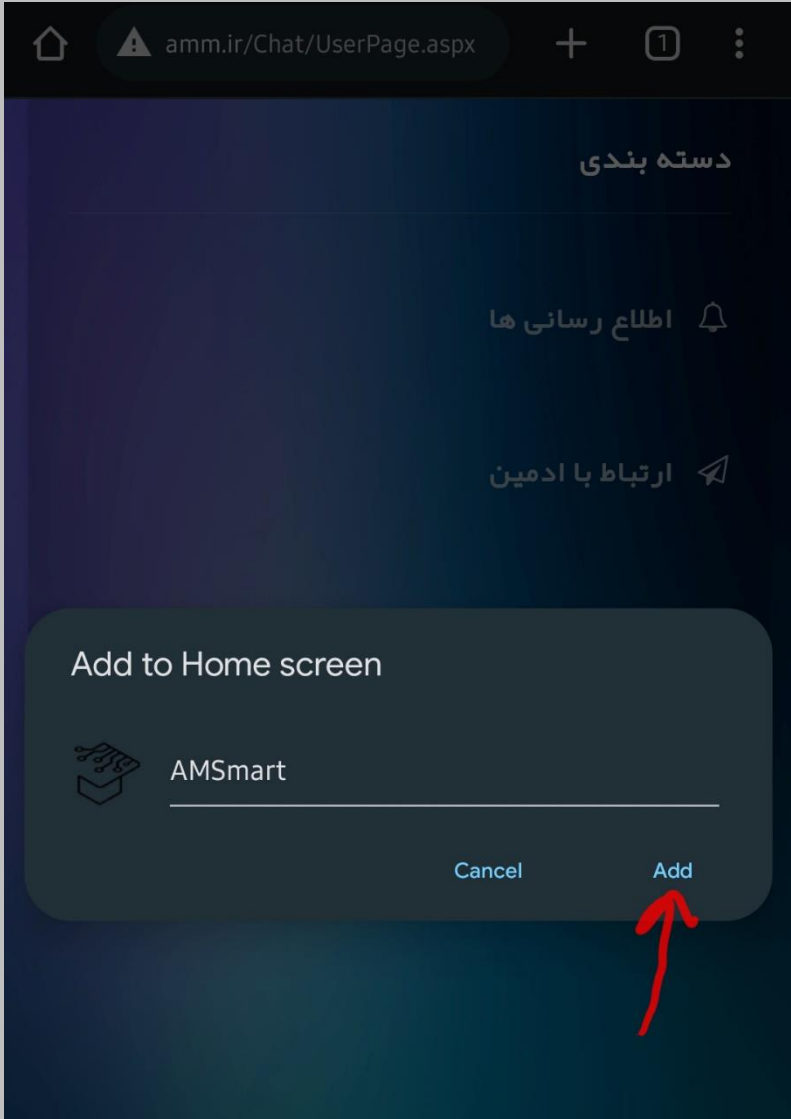 amm.ir/Chat/UserPage.aspx
1
دسته بندی
اطلاع رسانی ها
ارتباط با ادمین
Add to Home screen
AMSmart
Cancel Add